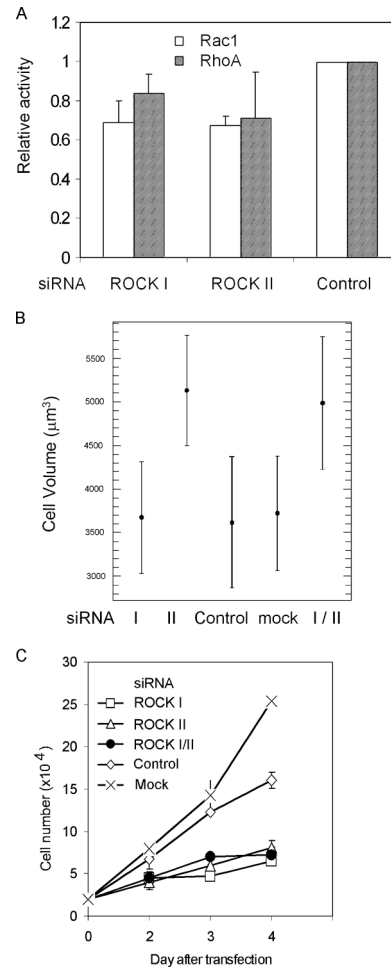 A
Relative activity
1.2
1
0.8
0.6
0.4
0.2
0
Rac1
RhoA
siRNA ROCK I ROCK II Control
B
Cell Volume (μm³)
5500
5000
4500
4000
3500
3000
siRNA I II Control mock I / II
C
Cell number (x10⁻⁴)
30
25
20
15
10
5
0
siRNA
ROCK I
ROCK II
ROCK I/II
Control
Mock
0 2 3 4
Day after transfection